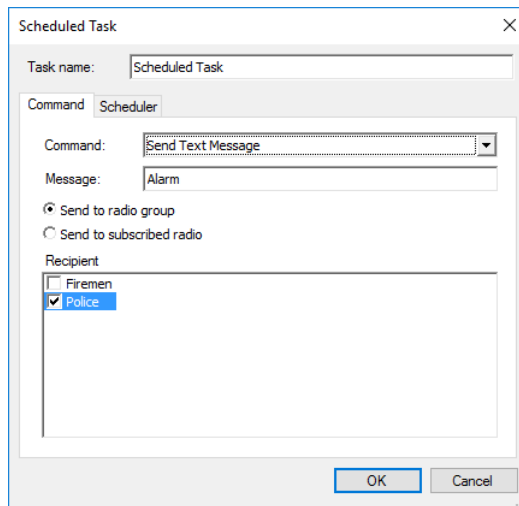 Scheduled Task
Task name: Scheduled Task
Command Scheduler
Command: Send Text Message
Message: Alarm
Send to radio group
Send to subscribed radio
Recipient
Firemen
Police
OK Cancel